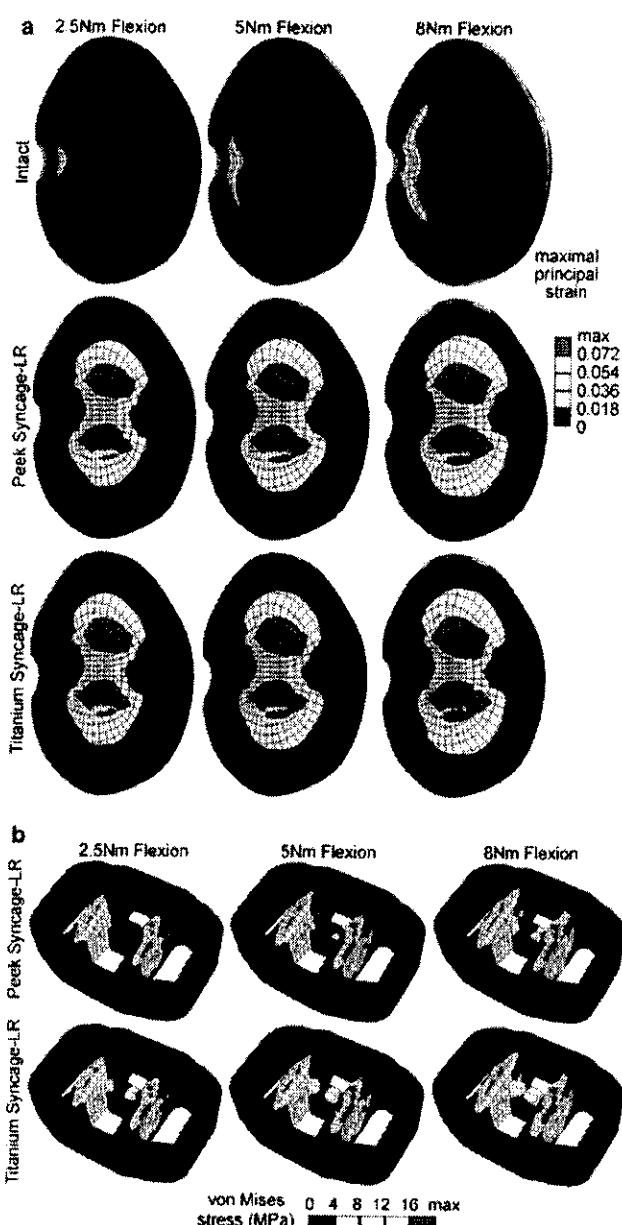 a
2.5Nm Flexion 5Nm Flexion 8Nm Flexion
Intact
maximal
principal
strain
max
0.072
0.054
0.036
0.018
0
Peek Syncage-LR
Titanium Syncage-LR
b
2.5Nm Flexion 5Nm Flexion 8Nm Flexion
Peek Syncage-LR
Titanium Syncage-LR
von Mises 0 4 8 12 16 max
stress (MPa)